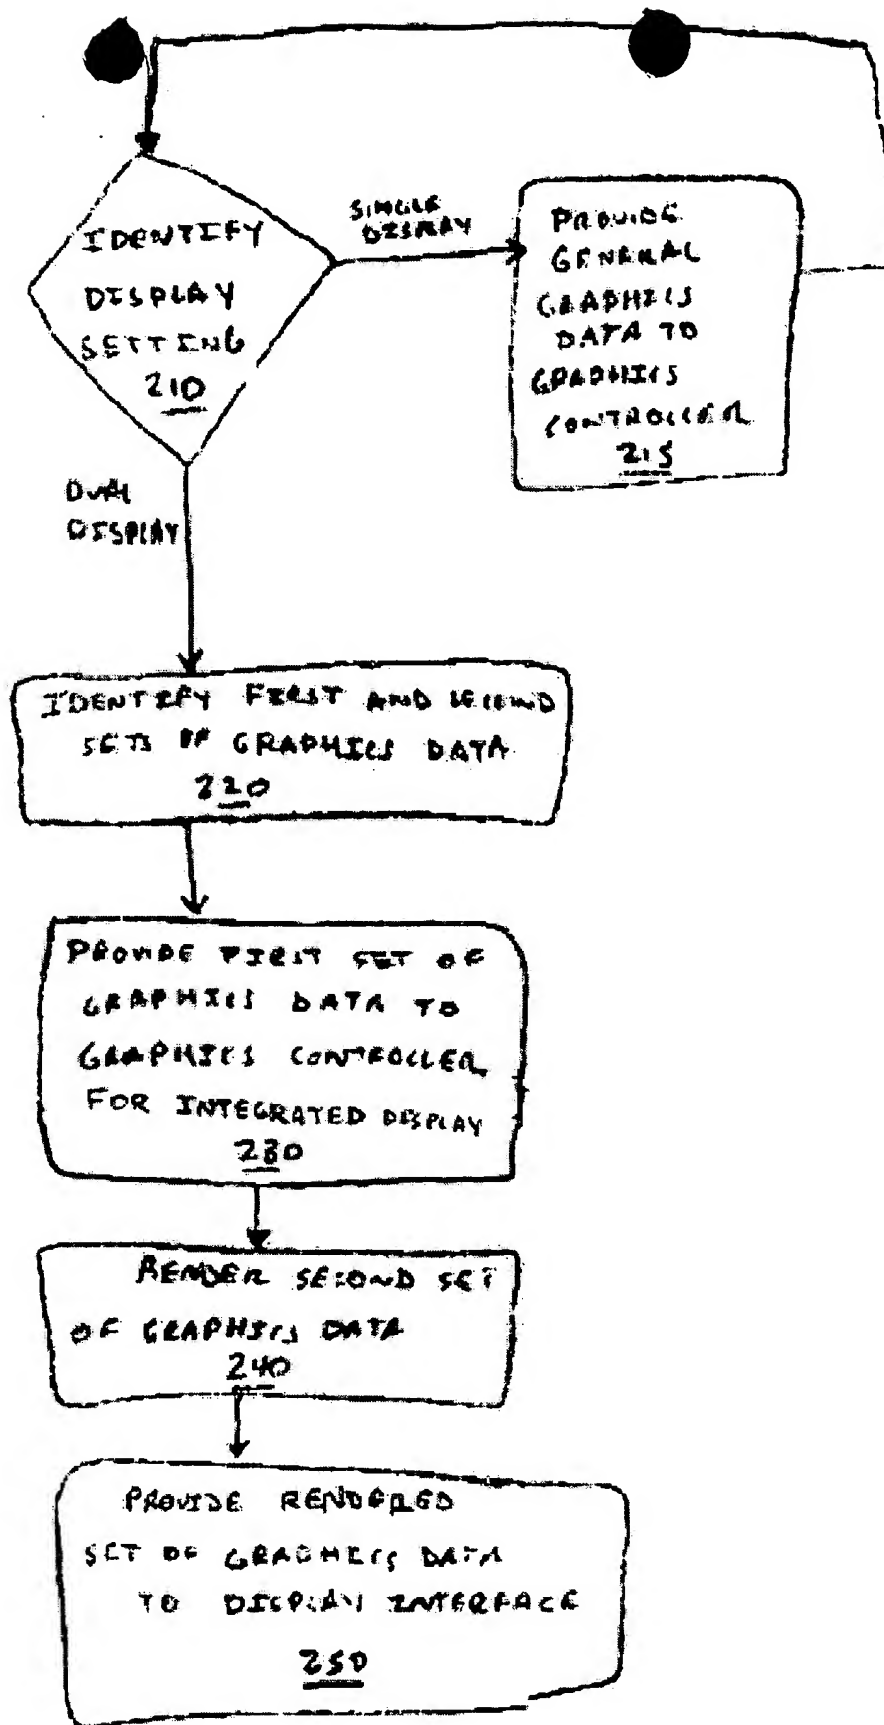 IDENTIFY
DISPLAY
SETTING
210
SINGLE
DISPLAY
PROVIDE
GENERAL
GRAPHICS
DATA TO
GRAPHICS
CONTROLLER
215
DUAL
DISPLAY
IDENTIFY FIRST AND SECOND
SETS OF GRAPHICS DATA
220
PROVIDE FIRST SET OF
GRAPHICS DATA TO
GRAPHICS CONTROLLER
FOR INTEGRATED DISPLAY
230
RENDER SECOND SET
OF GRAPHICS DATA
240
PROVIDE RENDERED
SET OF GRAPHICS DATA
TO DISPLAY INTERFACE
250